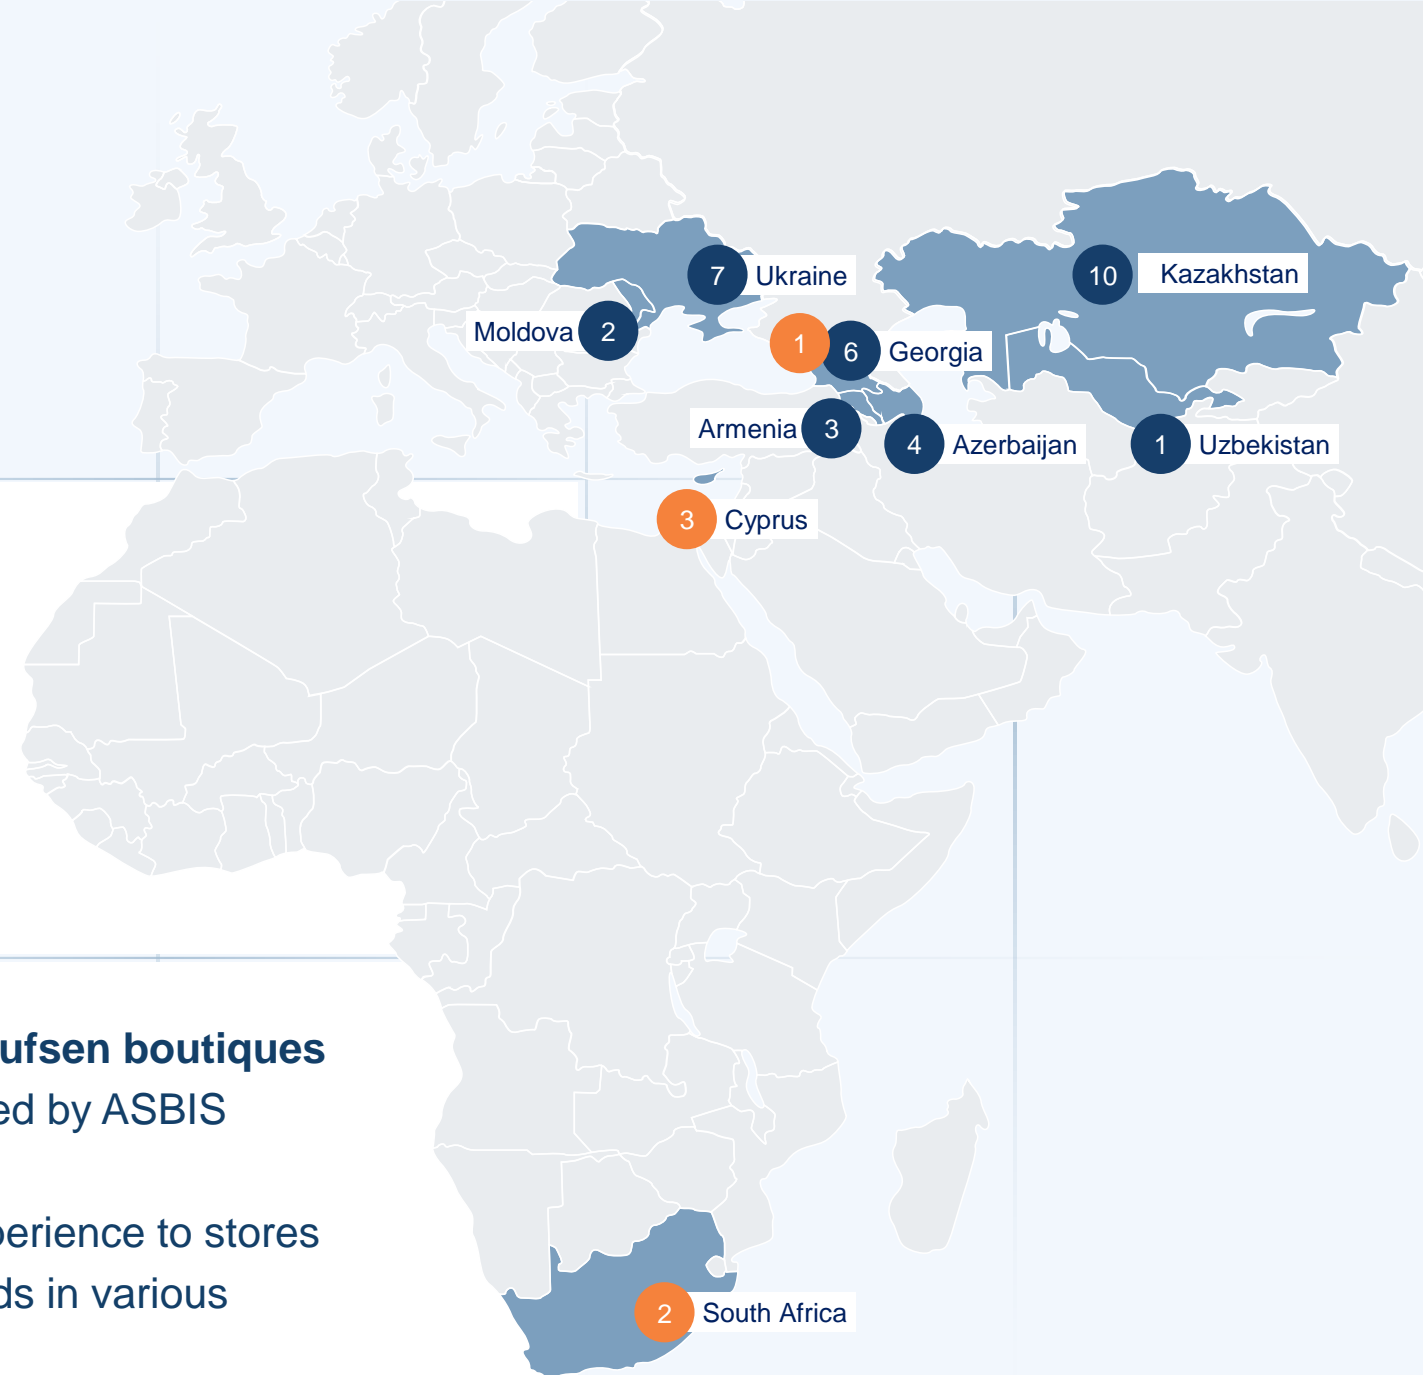 7 Ukraine
10 Kazakhstan
Moldova 2
1 6 Georgia
Armenia 3
4 Azerbaijan
1 Uzbekistan
3 Cyprus
ufsen boutiques
ed by ASBIS
perience to stores
ds in various
2 South Africa